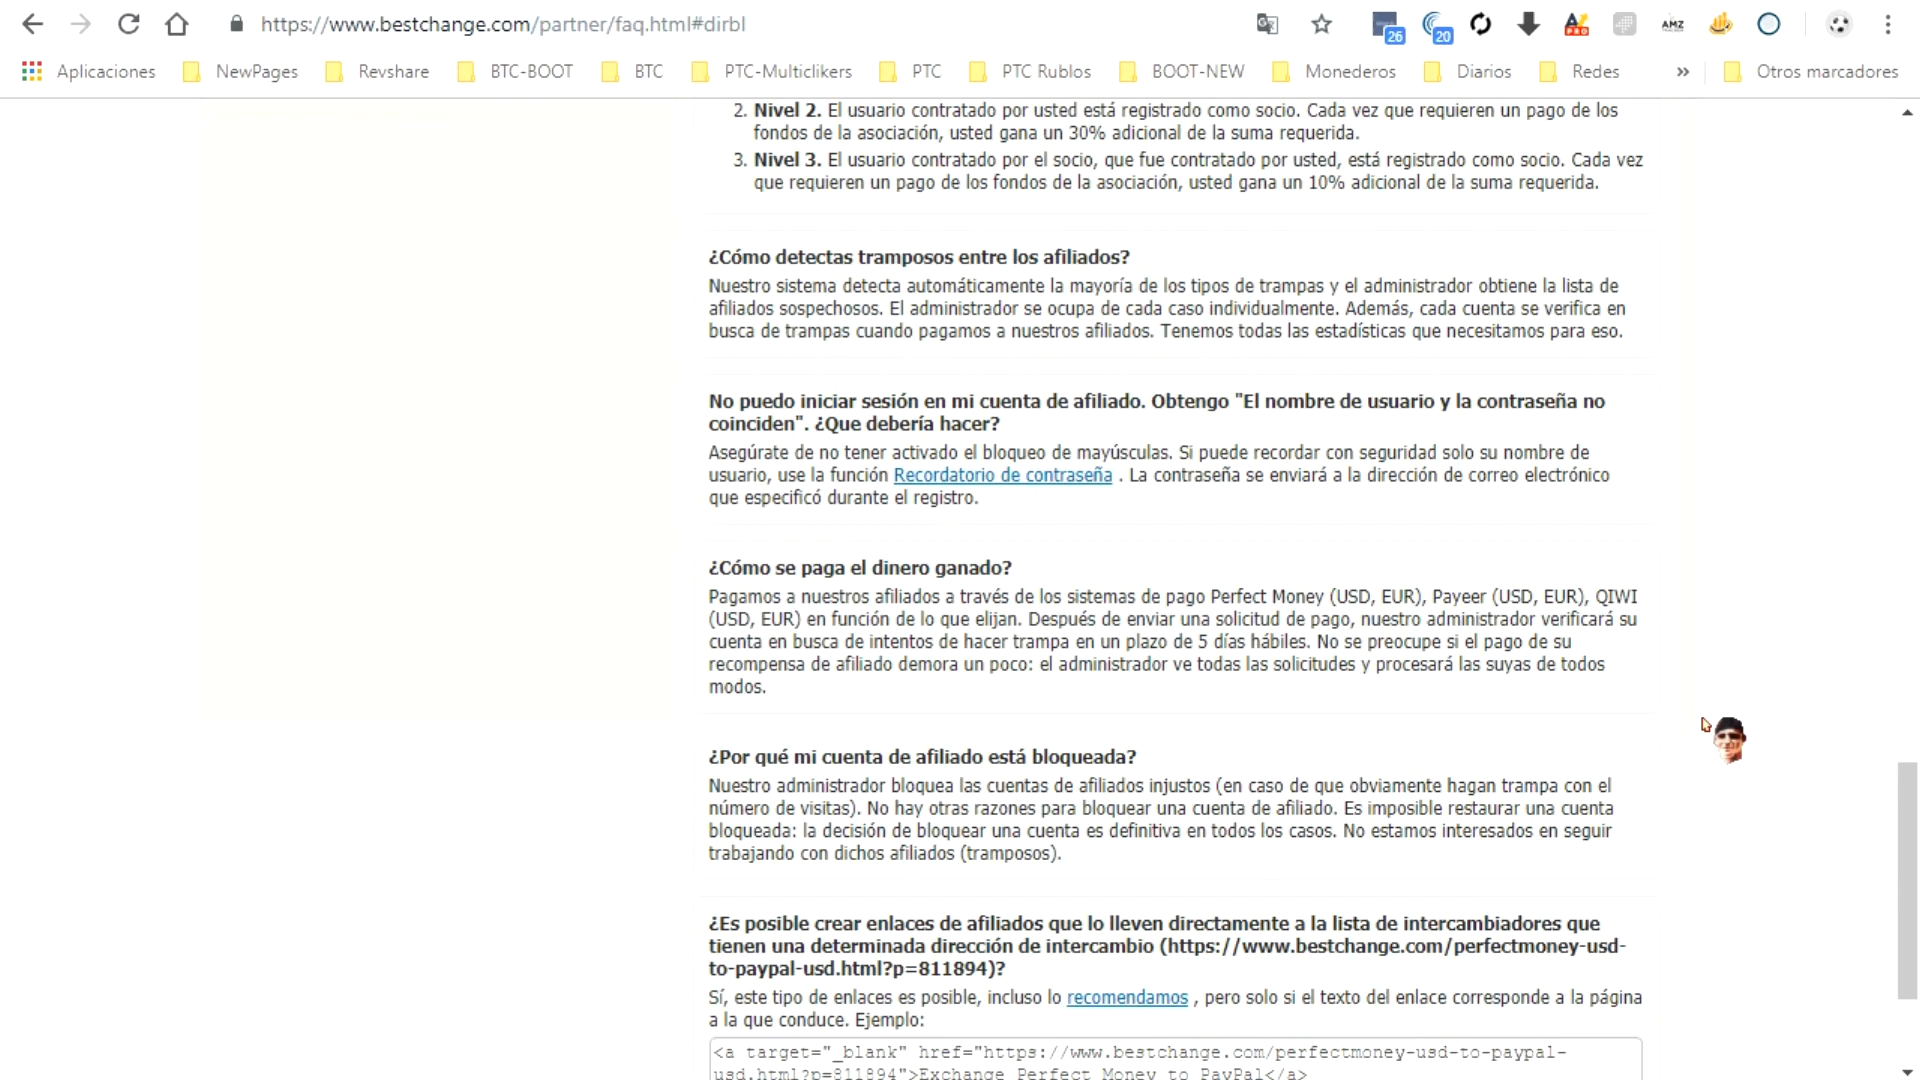 https://www.bestchange.com/partner/faq.html#dirbl
26
20
PRO
AMZ
Aplicaciones
NewPages
Revshare
BTC-BOOT
BTC
PTC-Multiclikers
PTC
PTC Rublos
BOOT-NEW
Monederos
Diarios
Redes
»
Otros marcadores
2. Nivel 2. El usuario contratado por usted está registrado como socio. Cada vez que requieren un pago de los
fondos de la asociación, usted gana un 30% adicional de la suma requerida.
3. Nivel 3. El usuario contratado por el socio, que fue contratado por usted, está registrado como socio. Cada vez
que requieren un pago de los fondos de la asociación, usted gana un 10% adicional de la suma requerida.
¿Cómo detectas tramposos entre los afiliados?
Nuestro sistema detecta automáticamente la mayoría de los tipos de trampas y el administrador obtiene la lista de
afiliados sospechosos. El administrador se ocupa de cada caso individualmente. Además, cada cuenta se verifica en
busca de trampas cuando pagamos a nuestros afiliados. Tenemos todas las estadísticas que necesitamos para eso.
No puedo iniciar sesión en mi cuenta de afiliado. Obtengo "El nombre de usuario y la contraseña no
coinciden". ¿Que debería hacer?
Asegúrate de no tener activado el bloqueo de mayúsculas. Si puede recordar con seguridad solo su nombre de
usuario, use la función Recordatorio de contraseña . La contraseña se enviará a la dirección de correo electrónico
que especificó durante el registro.
¿Cómo se paga el dinero ganado?
Pagamos a nuestros afiliados a través de los sistemas de pago Perfect Money (USD, EUR), Payeer (USD, EUR), QIWI
(USD, EUR) en función de lo que elijan. Después de enviar una solicitud de pago, nuestro administrador verificará su
cuenta en busca de intentos de hacer trampa en un plazo de 5 días hábiles. No se preocupe si el pago de su
recompensa de afiliado demora un poco: el administrador ve todas las solicitudes y procesará las suyas de todos
modos.
¿Por qué mi cuenta de afiliado está bloqueada?
Nuestro administrador bloquea las cuentas de afiliados injustos (en caso de que obviamente hagan trampa con el
número de visitas). No hay otras razones para bloquear una cuenta de afiliado. Es imposible restaurar una cuenta
bloqueada: la decisión de bloquear una cuenta es definitiva en todos los casos. No estamos interesados en seguir
trabajando con dichos afiliados (tramposos).
¿Es posible crear enlaces de afiliados que lo lleven directamente a la lista de intercambiadores que
tienen una determinada dirección de intercambio (https://www.bestchange.com/perfectmoney-usd-
to-paypal-usd.html?p=811894)?
Sí, este tipo de enlaces es posible, incluso lo recomendamos , pero solo si el texto del enlace corresponde a la página
a la que conduce. Ejemplo:
<a target="_blank" href="https://www.bestchange.com/perfectmoney-usd-to-paypal-
usd.html?p=811894">Exchange Perfect Money to PayPal</a>